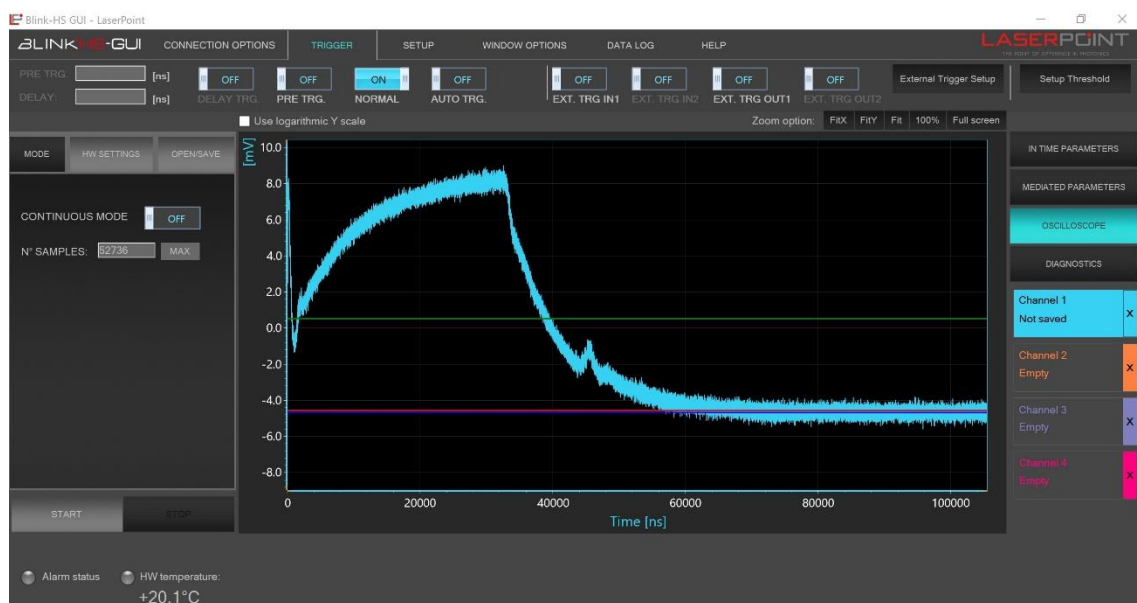 Blink-HS GUI - LaserPoint
BLINKHS-GUI CONNECTION OPTIONS TRIGGER SETUP WINDOW OPTIONS DATA LOG HELP LASERPOINT
PRE TRG: [ns] OFF OFF ON OFF OFF OFF OFF OFF External Trigger Setup Setup Threshold
DELAY: [ns] DELAY TRG. PRE TRG. NORMAL AUTO TRG. EXT. TRG IN1 EXT. TRG IN2 EXT. TRG OUT1 EXT. TRG OUT2
Use logarithmic Y scale Zoom option: FitX FitY Fit 100% Full screen
MODE HW SETTINGS OPEN/SAVE
CONTINUOUS MODE OFF
N° SAMPLES: 52736 MAX
START STOP
Alarm status HW temperature:
+20.1°C
[mV]
10.0
8.0
6.0
4.0
2.0
0.0
-2.0
-4.0
-6.0
-8.0
0 20000 40000 60000 80000 100000
Time [ns]
IN TIME PARAMETERS
MEDIATED PARAMETERS
OSCILLOSCOPE
DIAGNOSTICS
Channel 1
Not saved X
Channel 2
Empty X
Channel 3
Empty X
Channel 4
Empty X